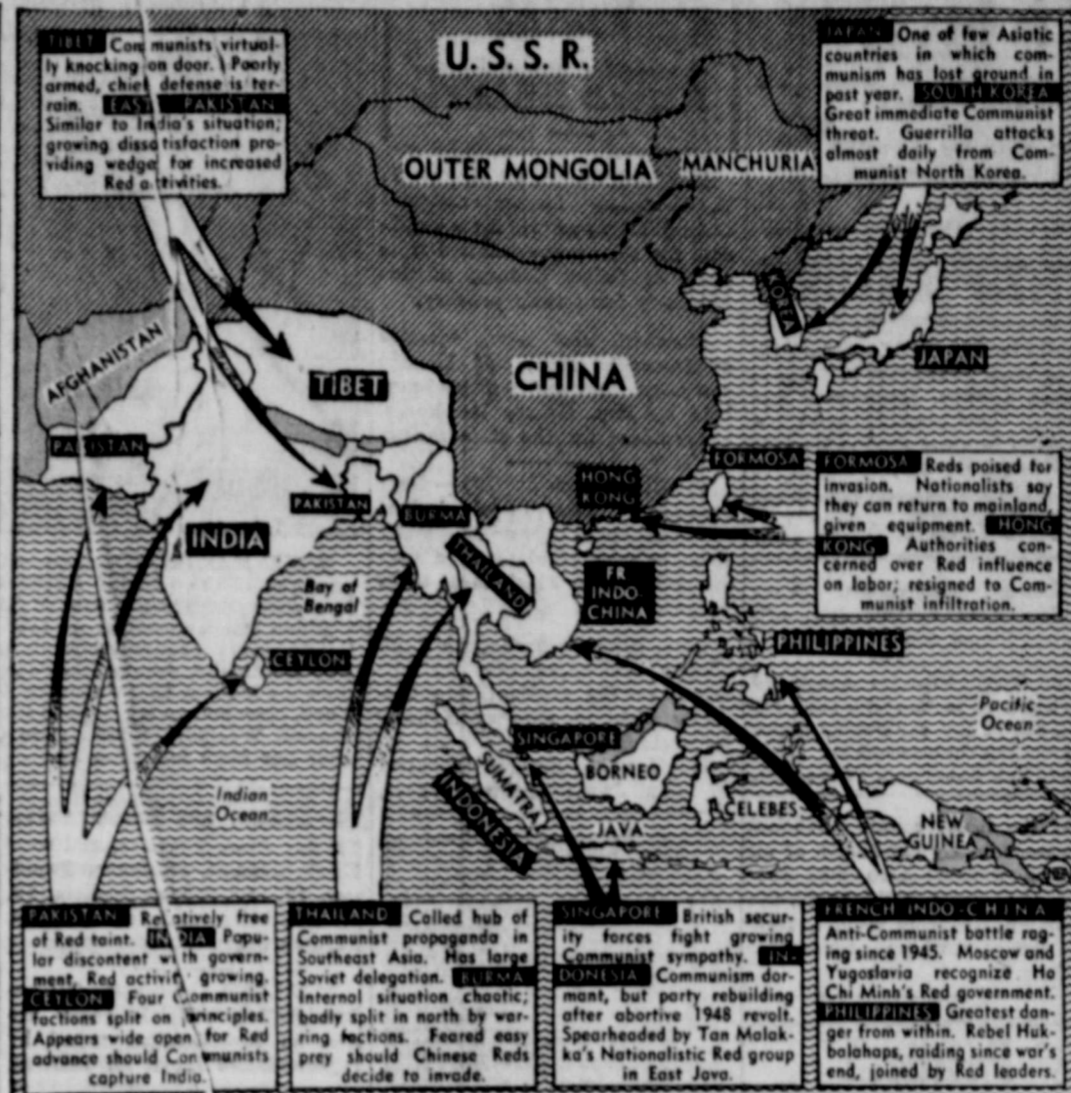 TIBET Communists virtual-
ly knocking on door. Poorly
armed, chief defense is ter-
rain. EAST PAKISTAN
Similar to India's situation;
growing dissatisfaction pro-
viding wedge for increased
Red activities.
U. S. S. R.
JAPAN One of few Asiatic
countries in which com-
munism has lost ground in
past year. SOUTH KOREA
Great immediate Communist
threat. Guerrilla attacks
almost daily from Com-
munist North Korea.
OUTER MONGOLIA
MANCHURIA
KOREA
JAPAN
AFGHANISTAN
TIBET
CHINA
PAKISTAN
PAKISTAN
INDIA
BURMA
THAILAND
HONG
KONG
FORMOSA
FR
INDO-
CHINA
Bay of
Bengal
CEYLON
FORMOSA Reds poised for
invasion. Nationalists say
they can return to mainland,
given equipment. HONG
KONG Authorities con-
cerned over Red influence
on labor; resigned to Com-
munist infiltration.
PHILIPPINES
Pacific
Ocean
SINGAPORE
SUMATRA
BORNEO
CELEBES
INDONESIA
JAVA
NEW
GUINEA
Indian
Ocean
PAKISTAN Relatively free
of Red taint. INDIA Popu-
lar discontent with govern-
ment, Red activity growing.
CEYLON Four Communist
factions split on principles.
Appears wide open for Red
advance should Communists
capture India.
THAILAND Called hub of
Communist propaganda in
Southeast Asia. Has large
Soviet delegation. BURMA
Internal situation chaotic;
badly split in north by war-
ring factions. Feared easy
prey should Chinese Reds
decide to invade.
SINGAPORE British secur-
ity forces fight growing
Communist sympathy. IN-
DONESIA Communism dor-
mant, but party rebuilding
after abortive 1948 revolt.
Spearheaded by Tan Malak-
ka's Nationalistic Red group
in East Java.
FRENCH INDO-CHINA
Anti-Communist battle rag-
ing since 1945. Moscow and
Yugoslavia recognize Ho
Chi Minh's Red government.
PHILIPPINES Greatest dan-
ger from within. Rebel Huk-
balahaps, raiding since war's
end, joined by Red leaders.